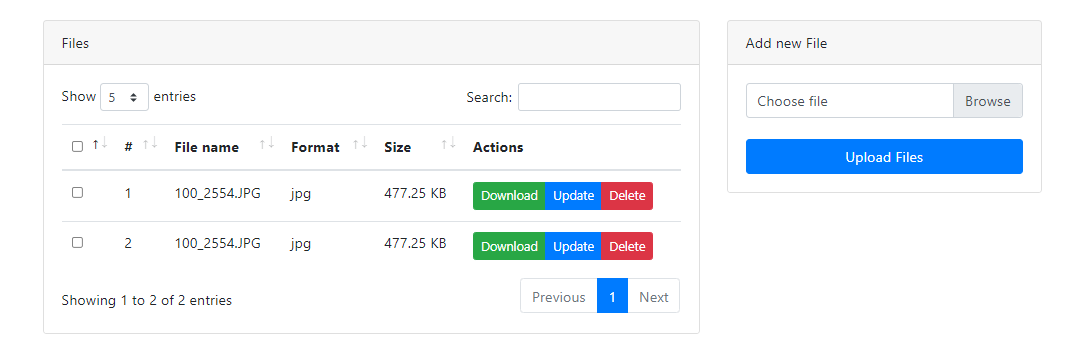 Files
Show 5 entries
Search:
# File name Format Size Actions
1 100_2554.JPG jpg 477.25 KB Download Update Delete
2 100_2554.JPG jpg 477.25 KB Download Update Delete
Showing 1 to 2 of 2 entries
Previous 1 Next
Add new File
Choose file Browse
Upload Files